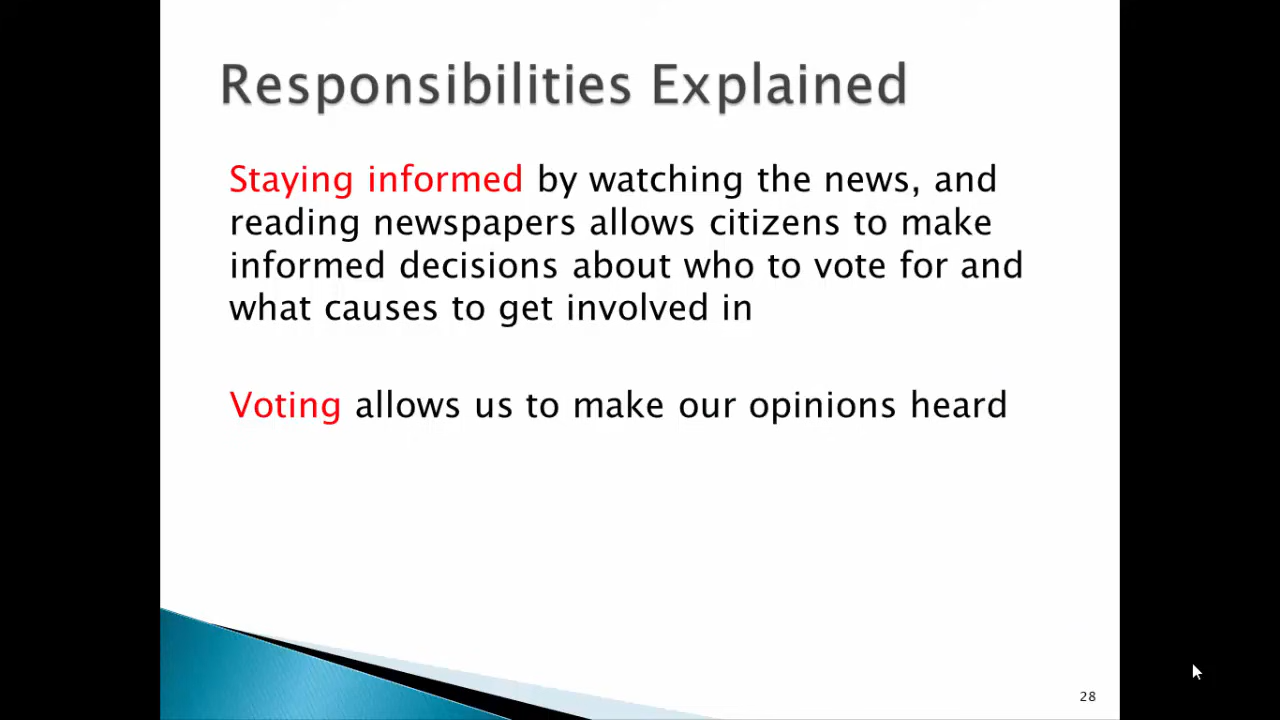 Responsibilities Explained
Staying informed by watching the news, and
reading newspapers allows citizens to make
informed decisions about who to vote for and
what causes to get involved in
Voting allows us to make our opinions heard
28